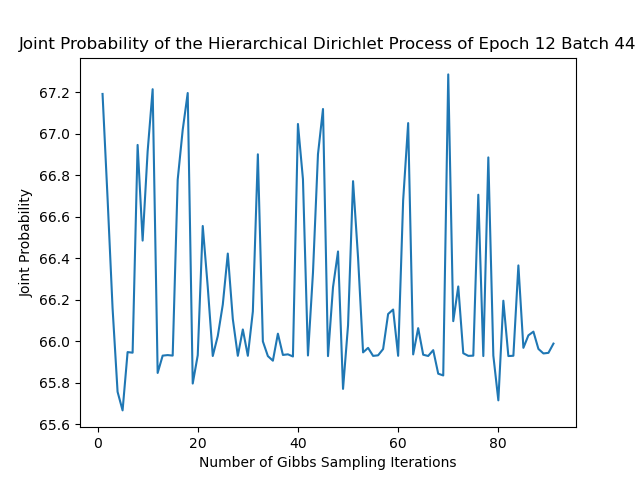 Joint Probability of the Hierarchical Dirichlet Process of Epoch 12 Batch 44
67.2
67.0
66.8
66.6
66.4
66.2
66.0
65.8
65.6
Joint Probability
0 20 40 60 80
Number of Gibbs Sampling Iterations